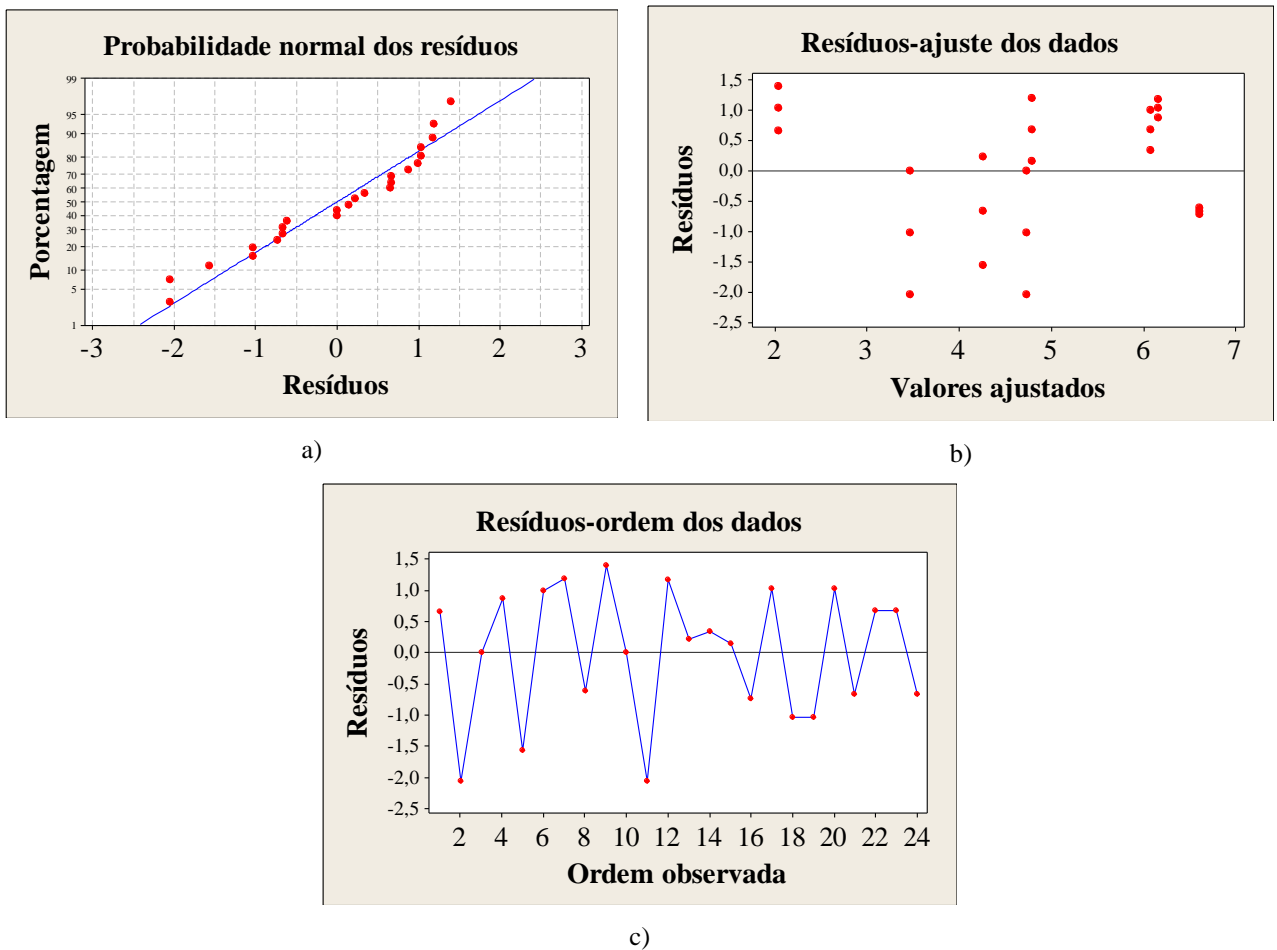 Probabilidade normal dos resíduos
Porcentagem
99
95
90
80
70
60
50
40
30
20
10
5
1
-3 -2 -1 0 1 2 3
Resíduos
a)
Resíduos-ajuste dos dados
Resíduos
1,5
1,0
0,5
0,0
-0,5
-1,0
-1,5
-2,0
-2,5
2 3 4 5 6 7
Valores ajustados
b)
Resíduos-ordem dos dados
Resíduos
1,5
1,0
0,5
0,0
-0,5
-1,0
-1,5
-2,0
-2,5
2 4 6 8 10 12 14 16 18 20 22 24
Ordem observada
c)